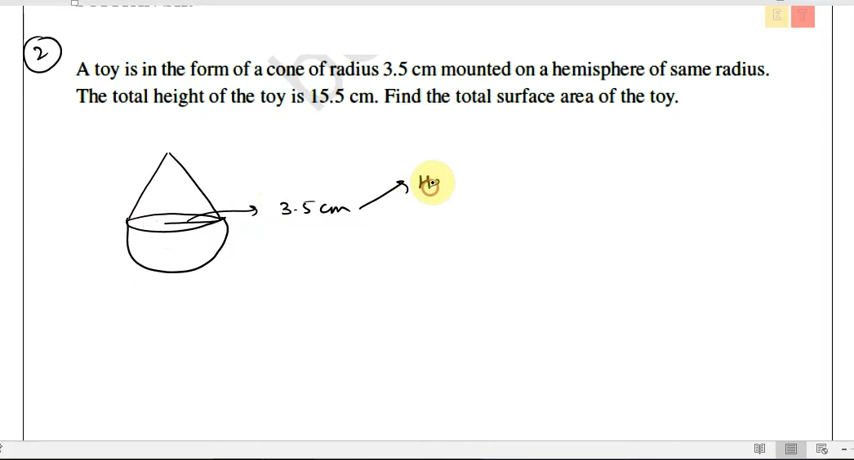 2
A toy is in the form of a cone of radius 3.5 cm mounted on a hemisphere of same radius.
The total height of the toy is 15.5 cm. Find the total surface area of the toy.
3.5 cm
E T